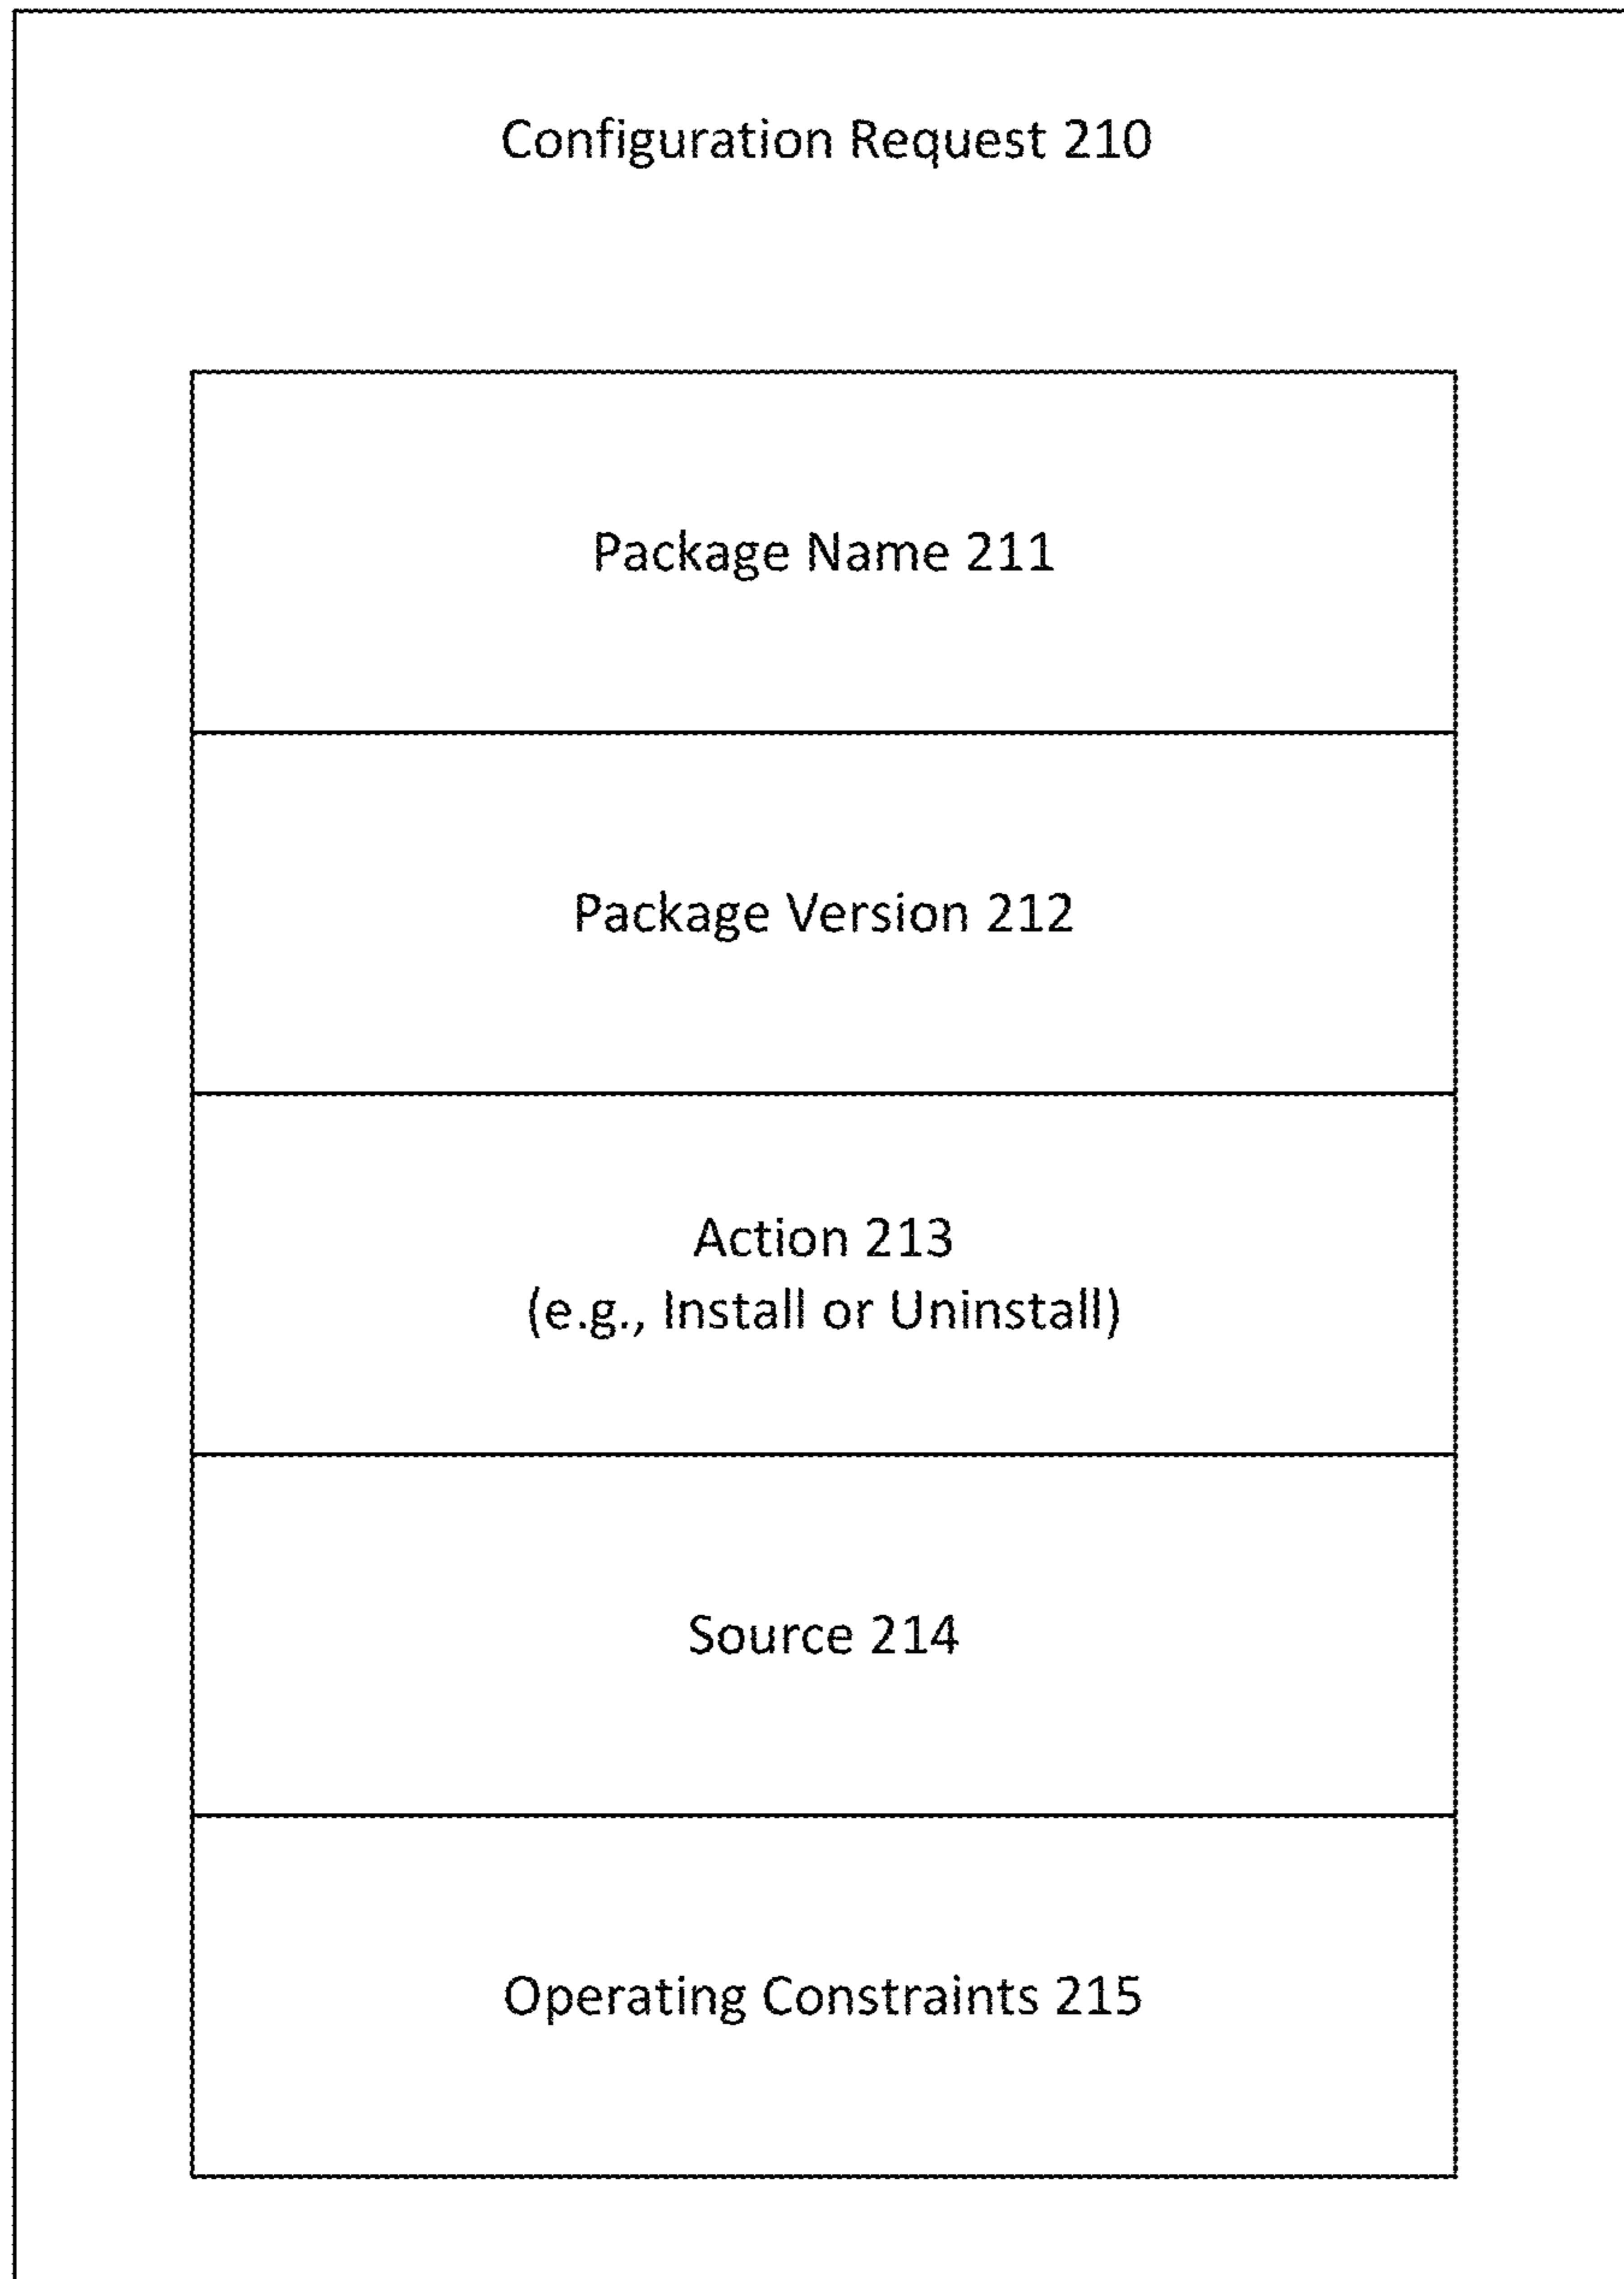 Configuration Request 210
Package Name 211
Package Version 212
Action 213
(e.g., Install or Uninstall)
Source 214
Operating Constraints 215